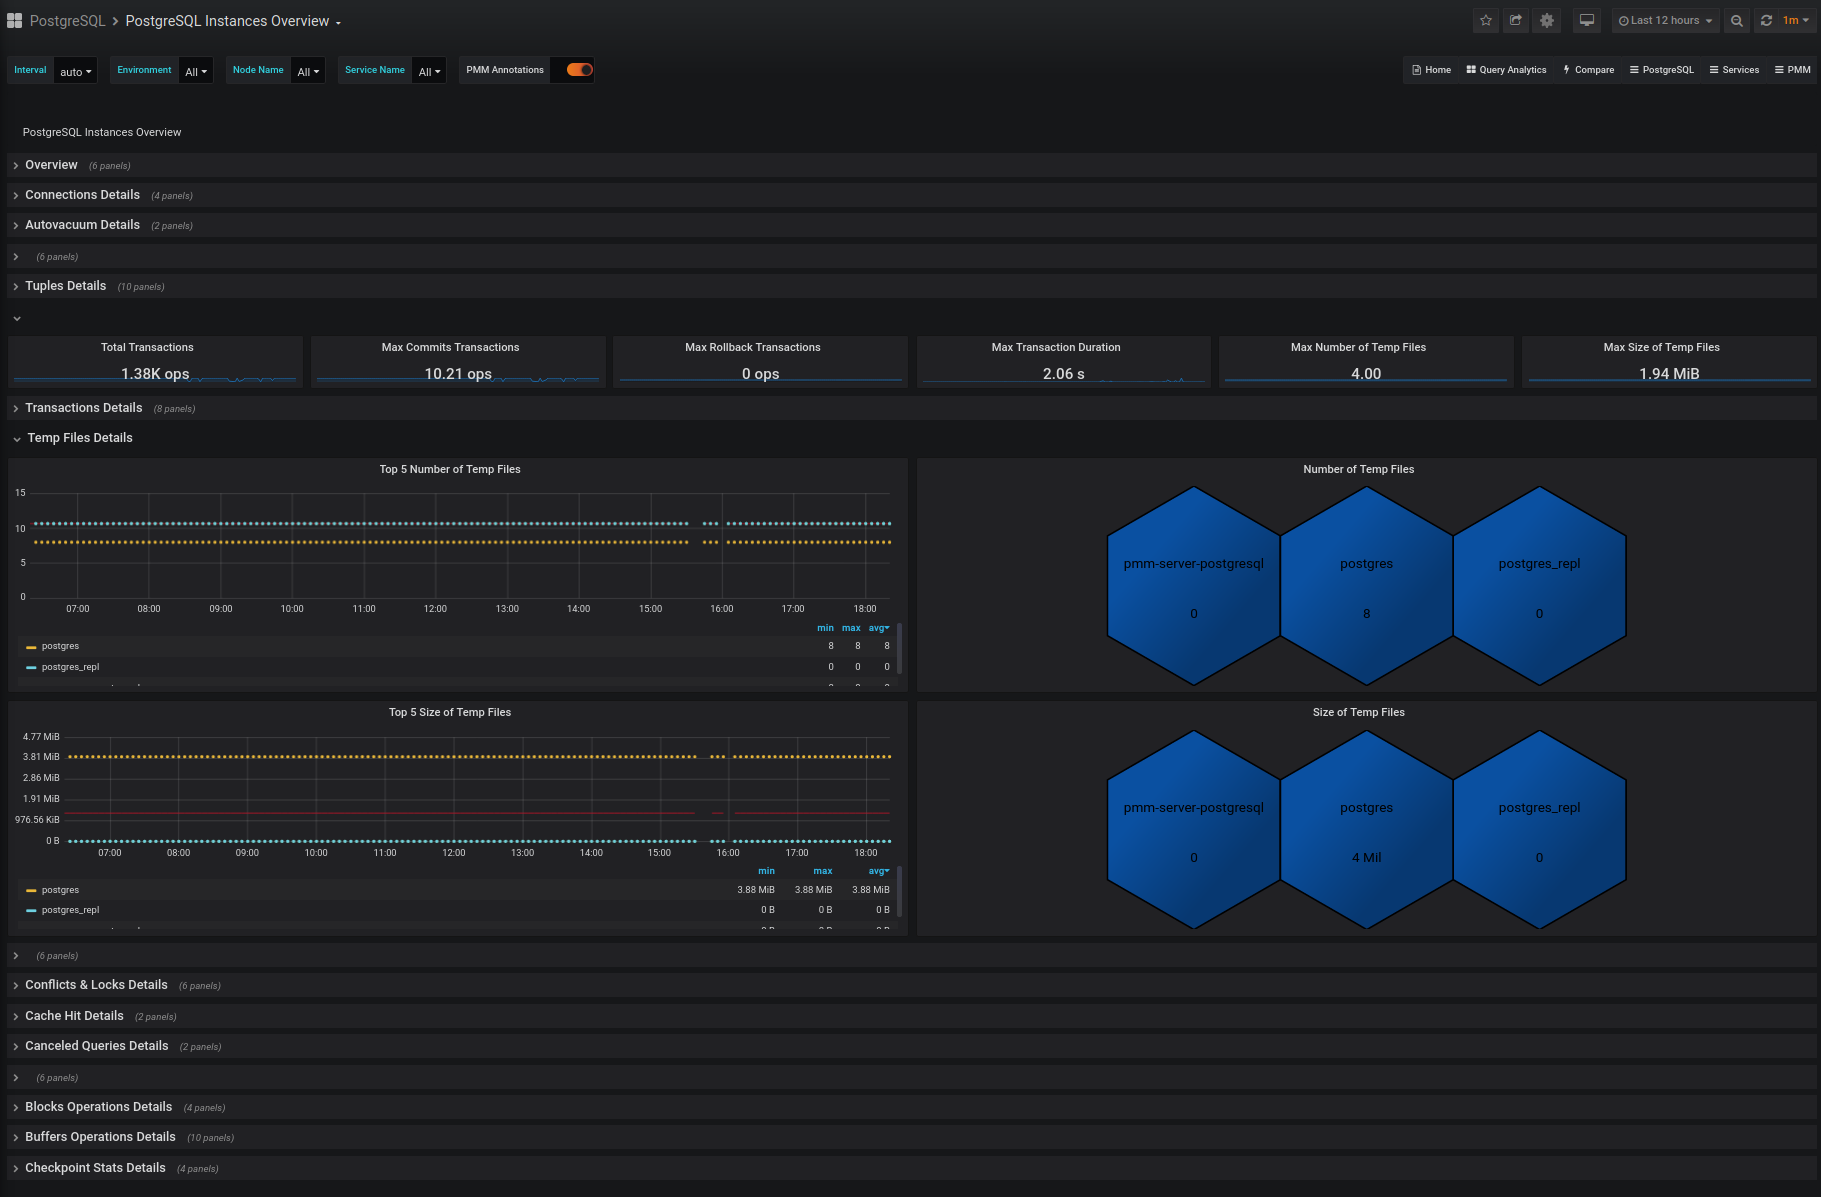 PostgreSQL > PostgreSQL Instances Overview
Last 12 hours 1m
Interval auto Environment All Node Name All Service Name All PMM Annotations
Home Query Analytics Compare PostgreSQL Services PMM
PostgreSQL Instances Overview
Overview (6 panels)
Connections Details (4 panels)
Autovacuum Details (2 panels)
(6 panels)
Tuples Details (10 panels)
Total Transactions
1.38K ops
Max Commits Transactions
10.21 ops
Max Rollback Transactions
0 ops
Max Transaction Duration
2.06 s
Max Number of Temp Files
4.00
Max Size of Temp Files
1.94 MiB
Transactions Details (8 panels)
Temp Files Details
Top 5 Number of Temp Files
15
10
5
0
07:00 08:00 09:00 10:00 11:00 12:00 13:00 14:00 15:00 16:00 17:00 18:00
min max avg
postgres 8 8 8
postgres_repl 0 0 0
Number of Temp Files
pmm-server-postgresql
0
postgres
8
postgres_repl
0
Top 5 Size of Temp Files
4.77 MiB
3.81 MiB
2.86 MiB
1.91 MiB
976.56 KiB
0 B
07:00 08:00 09:00 10:00 11:00 12:00 13:00 14:00 15:00 16:00 17:00 18:00
min max avg
postgres 3.88 MiB 3.88 MiB 3.88 MiB
postgres_repl 0 B 0 B 0 B
Size of Temp Files
pmm-server-postgresql
0
postgres
4 Mil
postgres_repl
0
(6 panels)
Conflicts & Locks Details (6 panels)
Cache Hit Details (2 panels)
Canceled Queries Details (2 panels)
(6 panels)
Blocks Operations Details (4 panels)
Buffers Operations Details (10 panels)
Checkpoint Stats Details (4 panels)